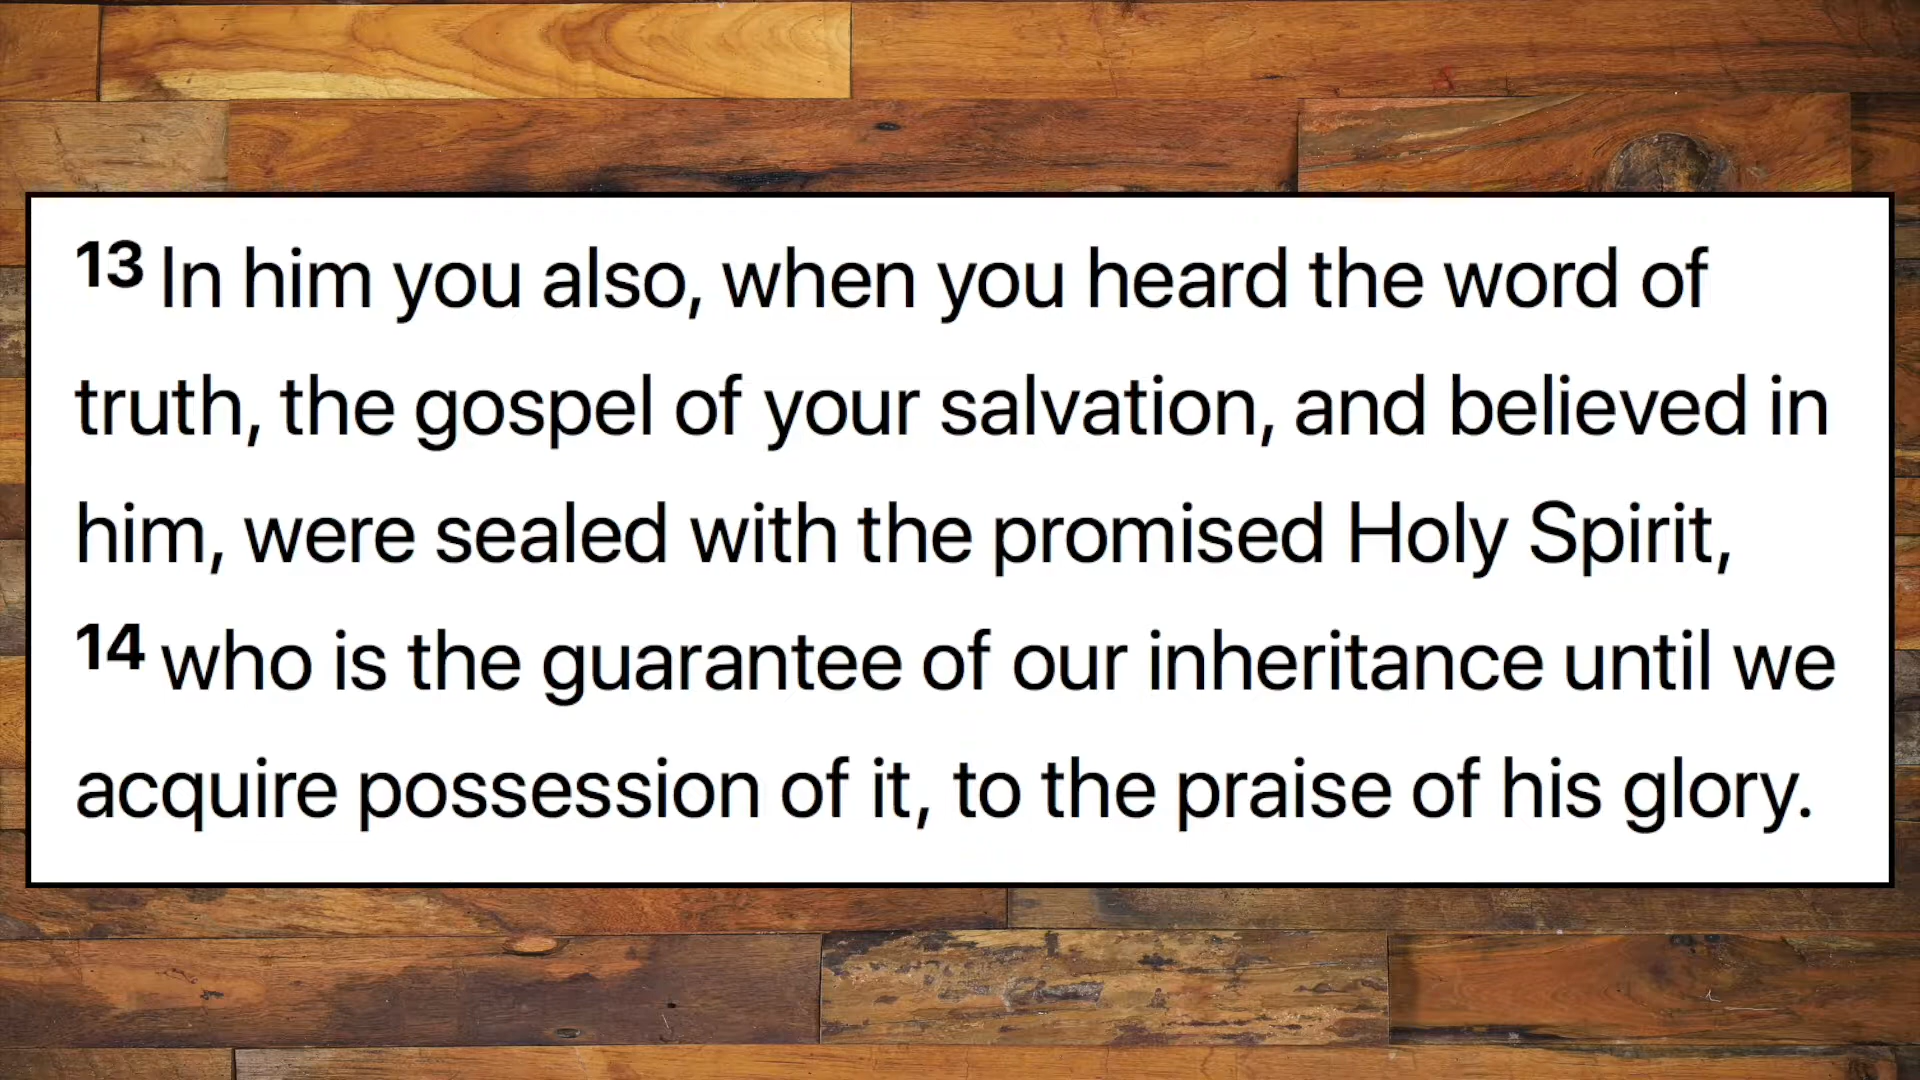 13 In him you also, when you heard the word of
truth, the gospel of your salvation, and believed in
him, were sealed with the promised Holy Spirit,
14 who is the guarantee of our inheritance until we
acquire possession of it, to the praise of his glory.